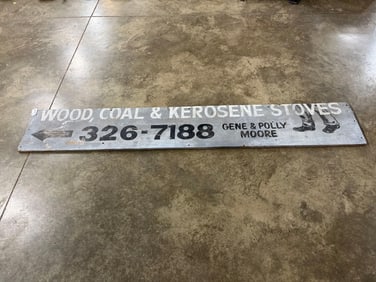 WOOD, COAL & KEROSENE STOVES
326-7188
GENE & POLLY
MOORE